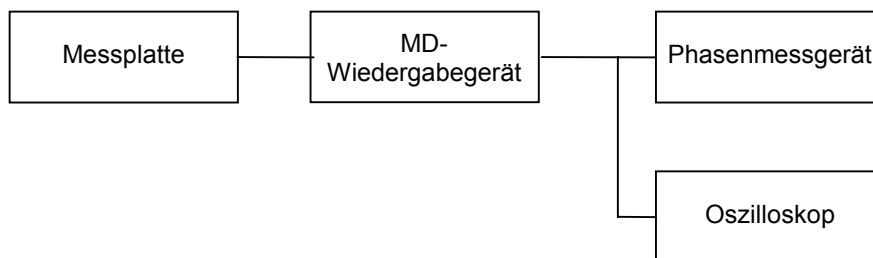 Messplatte
MD-
Wiedergabegerät
Phasenmessgerät
Oszilloskop